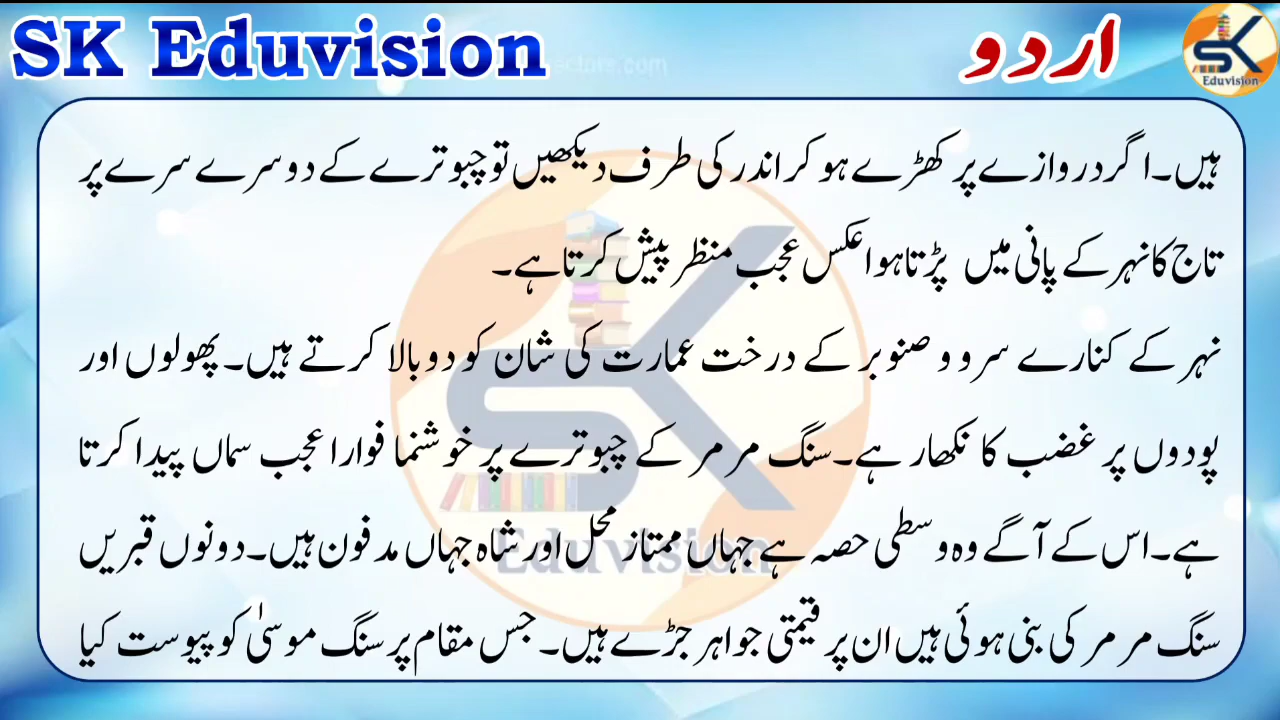 SK Eduvision
اردو
SK
Eduvision
ہیں۔ اگر دروازے پر کھڑے ہو کر اندر کی طرف دیکھیں تو چبوترے کے دوسرے سرے پر
تاج کا نہر کے پانی میں پڑتا ہوا عکس عجب منظر پیش کرتا ہے۔
نہر کے کنارے سرو و صنوبر کے درخت عمارت کی شان کو دوبالا کرتے ہیں۔ پھولوں اور
پودوں پر غضب کا نکھار ہے۔ سنگ مرمر کے چبوترے پر خوشنما فوارا عجب سماں پیدا کرتا
ہے۔ اس کے آگے وہ وسطی حصہ ہے جہاں ممتاز محل اور شاہ جہاں مدفون ہیں۔ دونوں قبریں
سنگ مرمر کی بنی ہوئی ہیں ان پر قیمتی جواہر جڑے ہیں۔ جس مقام پر سنگ موسیٰ کو پیوست کیا
SK
Eduvision